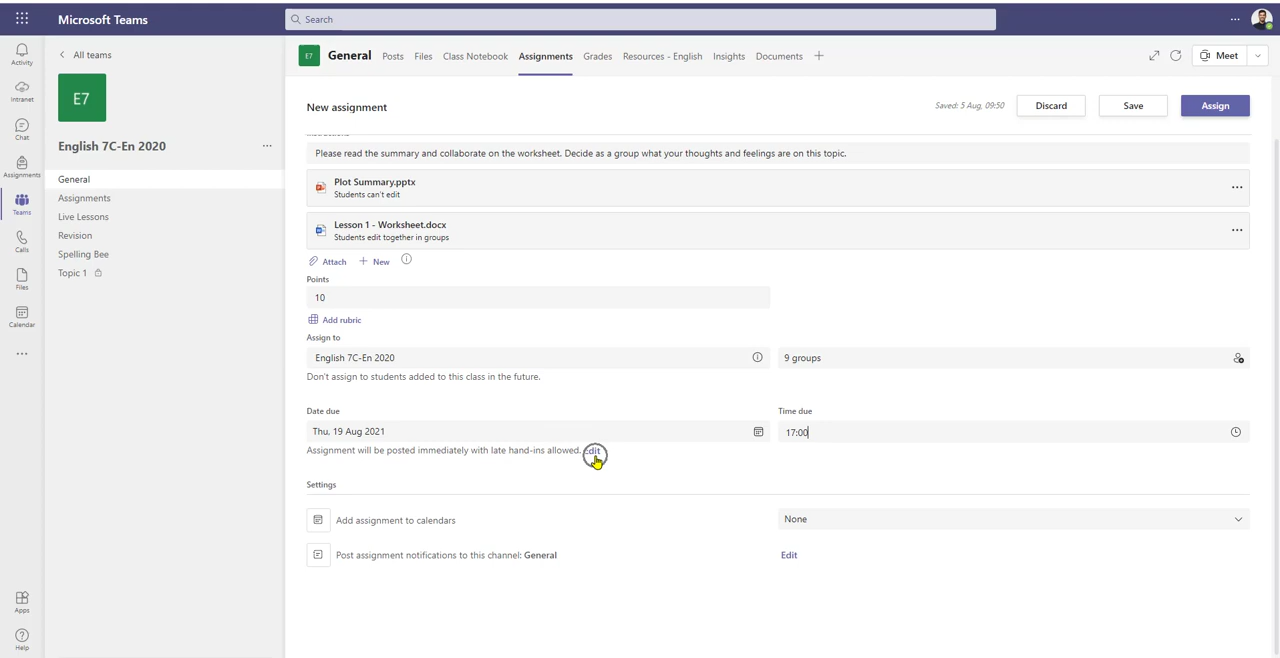 Microsoft Teams
Search
Activity
Intranet
Chat
Assignments
Teams
Calls
Files
Calendar
Apps
Help
All teams
E7
English 7C-En 2020
General
Assignments
Live Lessons
Revision
Spelling Bee
Topic 1
E7 General Posts Files Class Notebook Assignments Grades Resources - English Insights Documents
Meet
New assignment
Saved: 5 Aug, 09:50 Discard Save Assign
Instructions
Please read the summary and collaborate on the worksheet. Decide as a group what your thoughts and feelings are on this topic.
Plot Summary.pptx
Students can't edit
Lesson 1 - Worksheet.docx
Students edit together in groups
Attach + New
Points
10
Add rubric
Assign to
English 7C-En 2020 9 groups
Don't assign to students added to this class in the future.
Date due Time due
Thu, 19 Aug 2021 17:00
Assignment will be posted immediately with late hand-ins allowed. Edit
Settings
Add assignment to calendars None
Post assignment notifications to this channel: General Edit